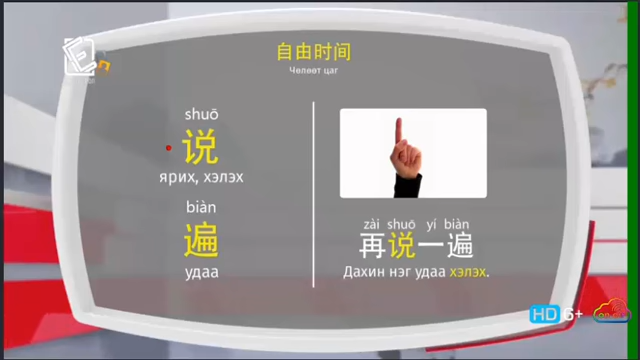 自由时间
Чөлөөт цаг
shuō
说
ярих, хэлэх
biàn
遍
удаа
zài shuō yí biàn
再说一遍
Дахин нэг удаа хэлэх.
HD 6+